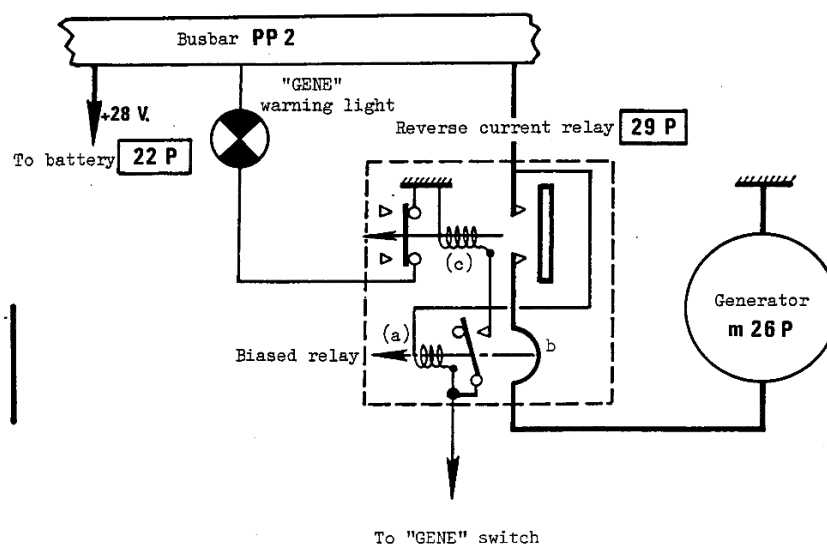 Busbar PP 2
"GENE"
warning light
+28 V.
To battery 22 P
Reverse current relay 29 P
(c)
Generator
m 26 P
(a)
b
Biased relay
To "GENE" switch